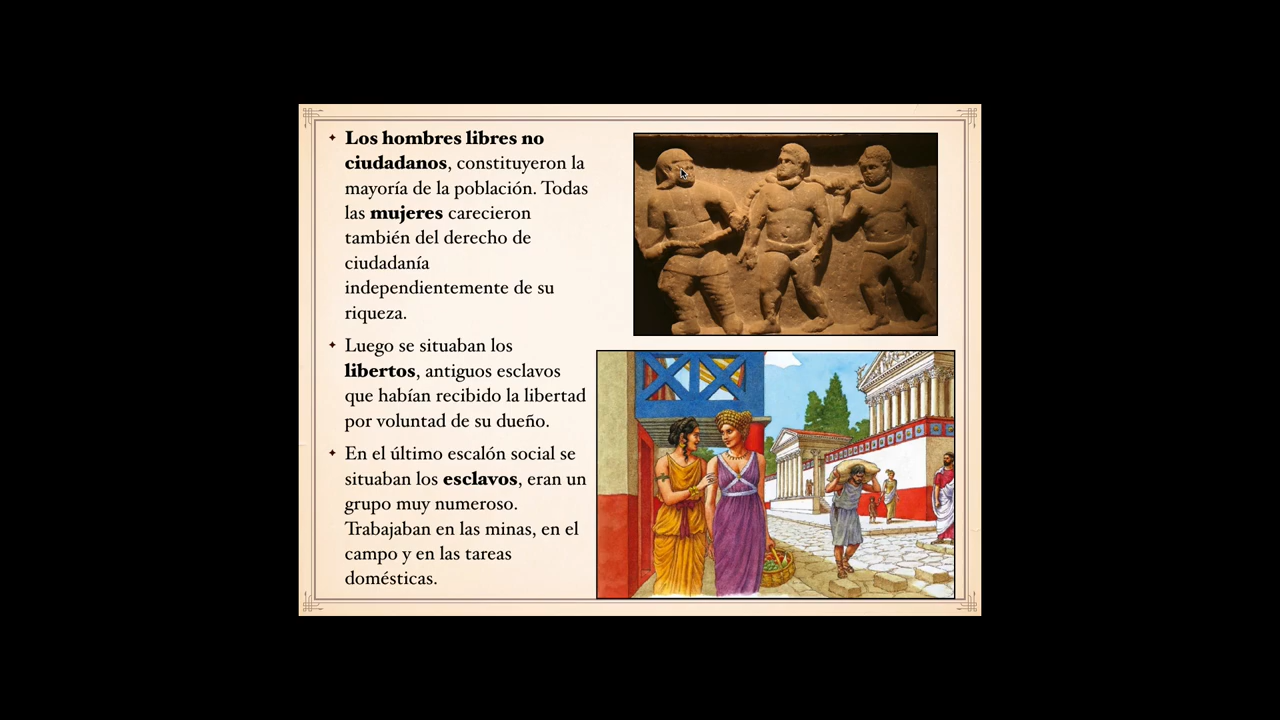 Los hombres libres no
ciudadanos, constituyeron la
mayoría de la población. Todas
las mujeres carecieron
también del derecho de
ciudadanía
independientemente de su
riqueza.
Luego se situaban los
libertos, antiguos esclavos
que habían recibido la libertad
por voluntad de su dueño.
En el último escalón social se
situaban los esclavos, eran un
grupo muy numeroso.
Trabajaban en las minas, en el
campo y en las tareas
domésticas.